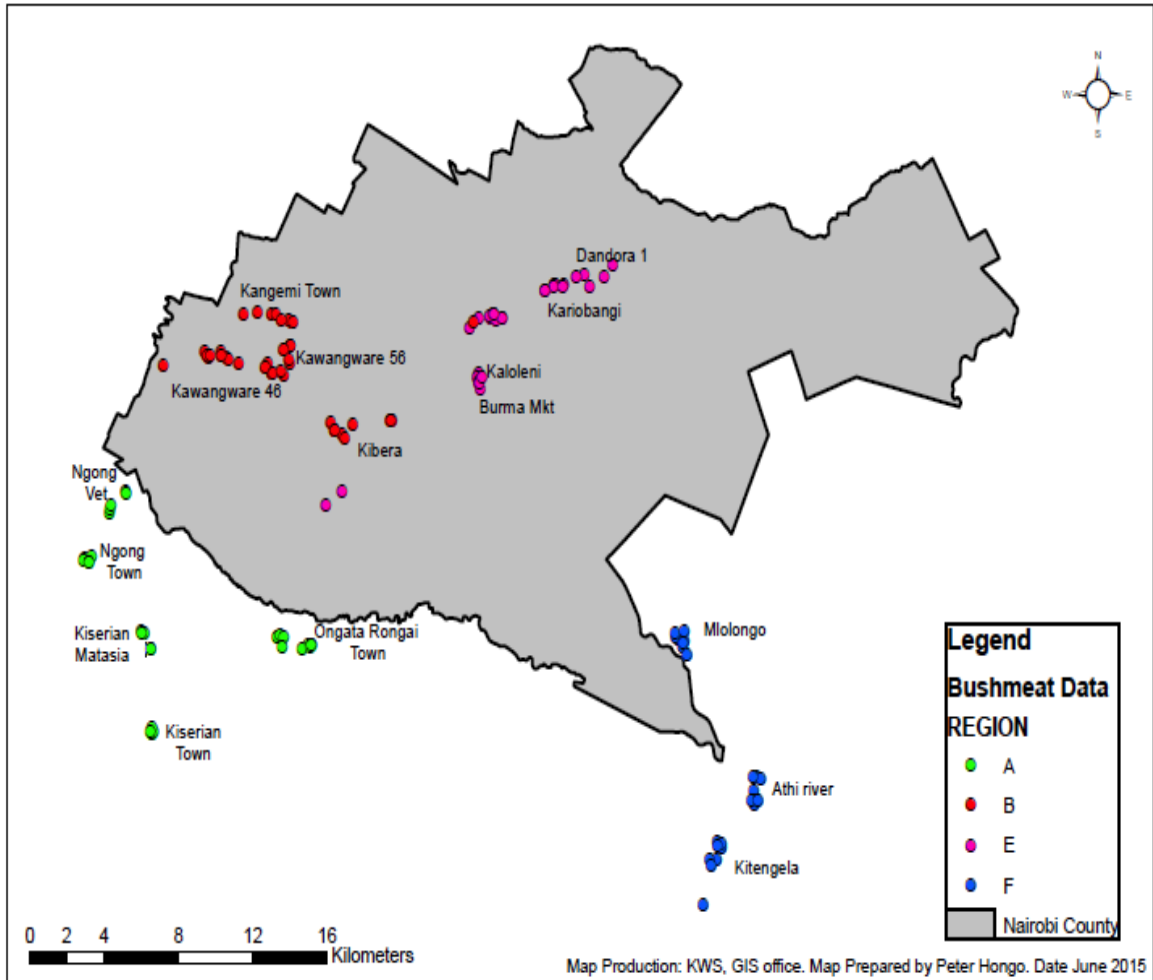 N
W E
S
Dandora 1
Kangemi Town
Kariobangi
Kawangware 56
Kaloleni
Kawangware 46
Burma Mkt
Kibera
Ngong
Vet
Ngong
Town
Kiserian
Matasia
Ongata Rongai
Town
Mlolongo
Kiserian
Town
Athi river
Kitengela
Legend
Bushmeat Data
REGION
A
B
E
F
Nairobi County
0 2 4 8 12 16
Kilometers
Map Production: KWS, GIS office. Map Prepared by Peter Hongo. Date June 2015